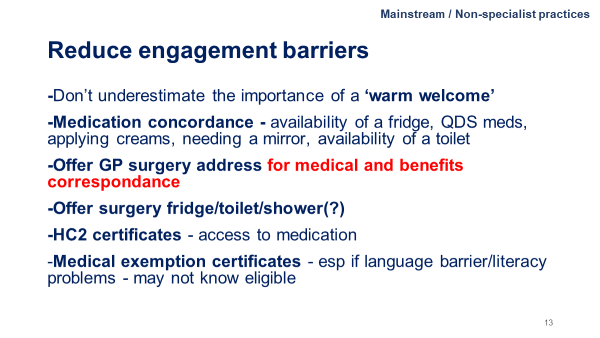 Mainstream / Non-specialist practices
Reduce engagement barriers
-Don’t underestimate the importance of a ‘warm welcome’
-Medication concordance - availability of a fridge, QDS meds,
applying creams, needing a mirror, availability of a toilet
-Offer GP surgery address for medical and benefits
correspondance
-Offer surgery fridge/toilet/shower(?)
-HC2 certificates - access to medication
-Medical exemption certificates - esp if language barrier/literacy
problems - may not know eligible
13